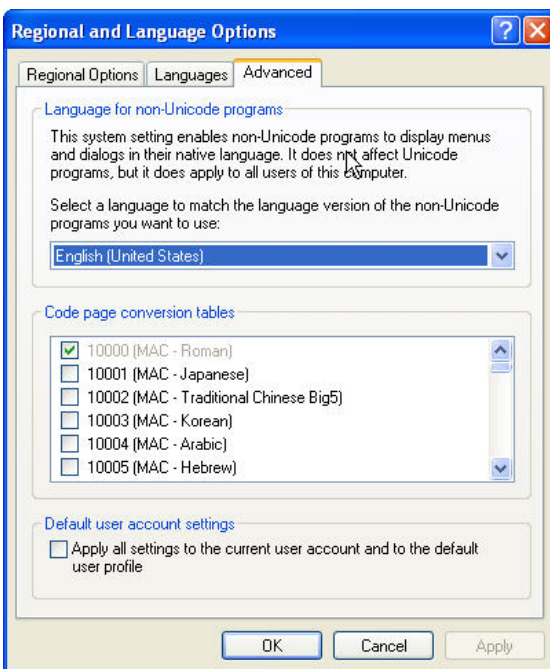 Regional and Language Options
Regional Options Languages Advanced
Language for non-Unicode programs
This system setting enables non-Unicode programs to display menus
and dialogs in their native language. It does not affect Unicode
programs, but it does apply to all users of this computer.
Select a language to match the language version of the non-Unicode
programs you want to use:
English (United States)
Code page conversion tables
10000 (MAC - Roman)
10001 (MAC - Japanese)
10002 (MAC - Traditional Chinese Big5)
10003 (MAC - Korean)
10004 (MAC - Arabic)
10005 (MAC - Hebrew)
Default user account settings
Apply all settings to the current user account and to the default
user profile
OK Cancel Apply